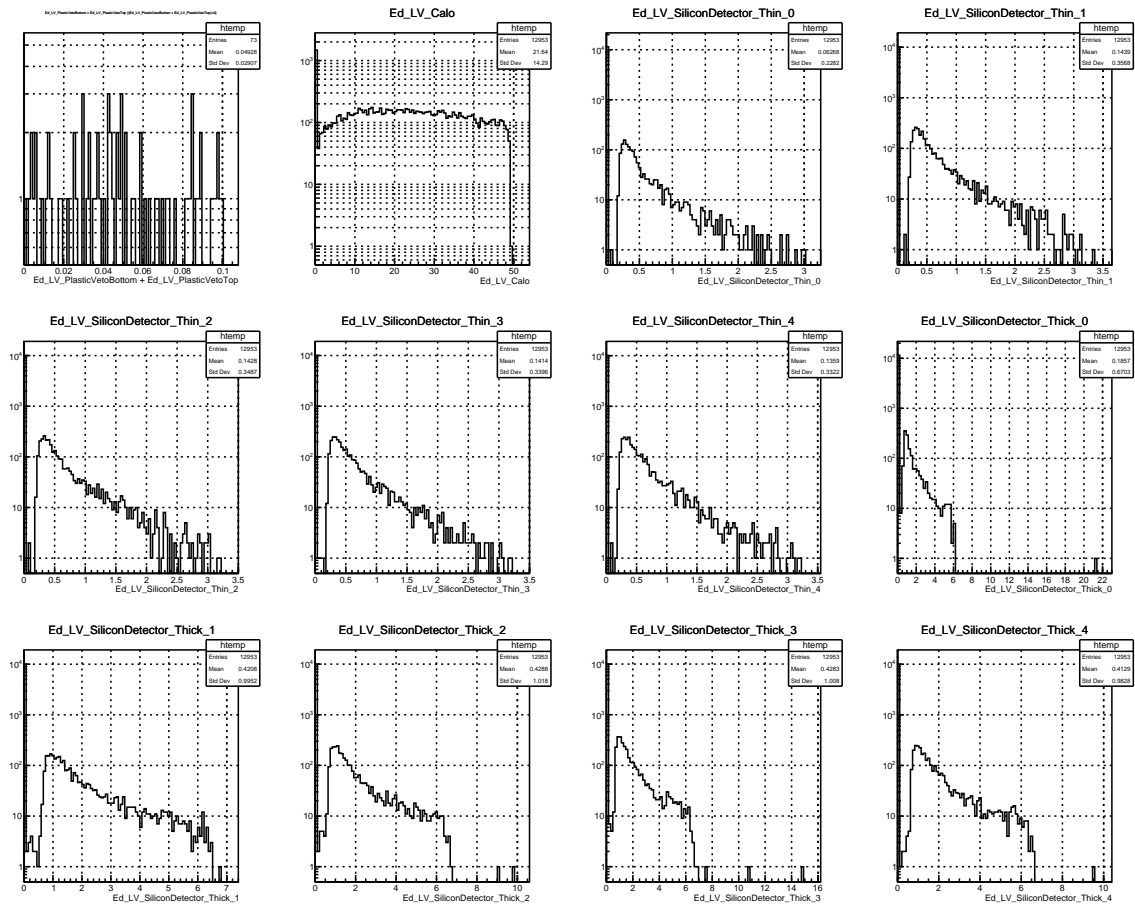 Ed_LV_PlasticVetoBottom + Ed_LV_PlasticVetoTop {(Ed_LV_PlasticVetoBottom + Ed_LV_PlasticVetoTop)>0}
htemp
Entries 73
Mean 0.04928
Std Dev 0.02907
1
0 0.02 0.04 0.06 0.08 0.1
Ed_LV_PlasticVetoBottom + Ed_LV_PlasticVetoTop
Ed_LV_Calo
htemp
Entries 12953
Mean 21.64
Std Dev 14.29
10³
10²
10
1
0 10 20 30 40 50
Ed_LV_Calo
Ed_LV_SiliconDetector_Thin_0
htemp
Entries 12953
Mean 0.06268
Std Dev 0.2282
10⁴
10³
10²
10
1
0 0.5 1 1.5 2 2.5 3
Ed_LV_SiliconDetector_Thin_0
Ed_LV_SiliconDetector_Thin_1
htemp
Entries 12953
Mean 0.1439
Std Dev 0.3568
10⁴
10³
10²
10
1
0 0.5 1 1.5 2 2.5 3 3.5
Ed_LV_SiliconDetector_Thin_1
Ed_LV_SiliconDetector_Thin_2
htemp
Entries 12953
Mean 0.1428
Std Dev 0.3487
10⁴
10³
10²
10
1
0 0.5 1 1.5 2 2.5 3 3.5
Ed_LV_SiliconDetector_Thin_2
Ed_LV_SiliconDetector_Thin_3
htemp
Entries 12953
Mean 0.1414
Std Dev 0.3396
10⁴
10³
10²
10
1
0 0.5 1 1.5 2 2.5 3 3.5
Ed_LV_SiliconDetector_Thin_3
Ed_LV_SiliconDetector_Thin_4
htemp
Entries 12953
Mean 0.1359
Std Dev 0.3322
10⁴
10³
10²
10
1
0 0.5 1 1.5 2 2.5 3 3.5
Ed_LV_SiliconDetector_Thin_4
Ed_LV_SiliconDetector_Thick_0
htemp
Entries 12953
Mean 0.1857
Std Dev 0.6703
10⁴
10³
10²
10
1
0 2 4 6 8 10 12 14 16 18 20 22
Ed_LV_SiliconDetector_Thick_0
Ed_LV_SiliconDetector_Thick_1
htemp
Entries 12953
Mean 0.4208
Std Dev 0.9952
10⁴
10³
10²
10
1
0 1 2 3 4 5 6 7
Ed_LV_SiliconDetector_Thick_1
Ed_LV_SiliconDetector_Thick_2
htemp
Entries 12953
Mean 0.4288
Std Dev 1.018
10⁴
10³
10²
10
1
0 2 4 6 8 10
Ed_LV_SiliconDetector_Thick_2
Ed_LV_SiliconDetector_Thick_3
htemp
Entries 12953
Mean 0.4283
Std Dev 1.008
10⁴
10³
10²
10
1
0 2 4 6 8 10 12 14 16
Ed_LV_SiliconDetector_Thick_3
Ed_LV_SiliconDetector_Thick_4
htemp
Entries 12953
Mean 0.4129
Std Dev 0.9828
10⁴
10³
10²
10
1
0 2 4 6 8 10
Ed_LV_SiliconDetector_Thick_4